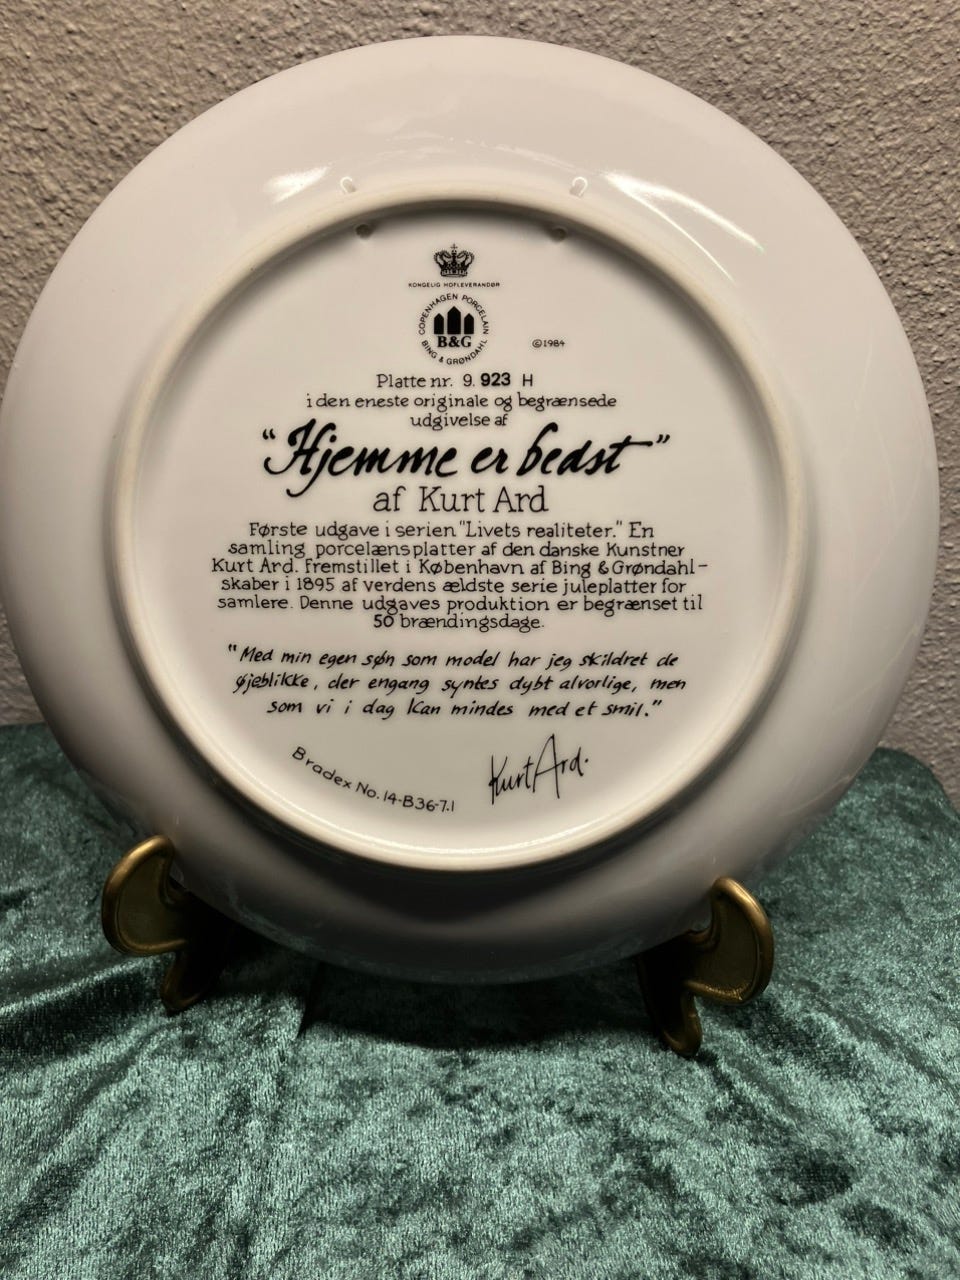 KONGELIG HOFLEVERANDØR
COPENHAGEN PORCELAIN
B&G
BING & GRØNDAHL
©1984
Platte nr. 9.923 H
i den eneste originale og begrænsede
udgivelse af
"Hjemme er bedst"
af Kurt Ard
Første udgave i serien "Livets realiteter." En
samling porcelænsplatter af den danske Kunstner
Kurt Ard. Fremstillet i København af Bing & Grøndahl-
skaber i 1895 af verdens ældste serie juleplatter for
samlere. Denne udgaves produktion er begrænset til
50 brændingsdage.
"Med min egen søn som model har jeg skildret de
øjeblikke, der engang syntes dybt alvorlige, men
som vi i dag kan mindes med et smil."
Kurt Ard.
Bradex No. 14-B36-7.1